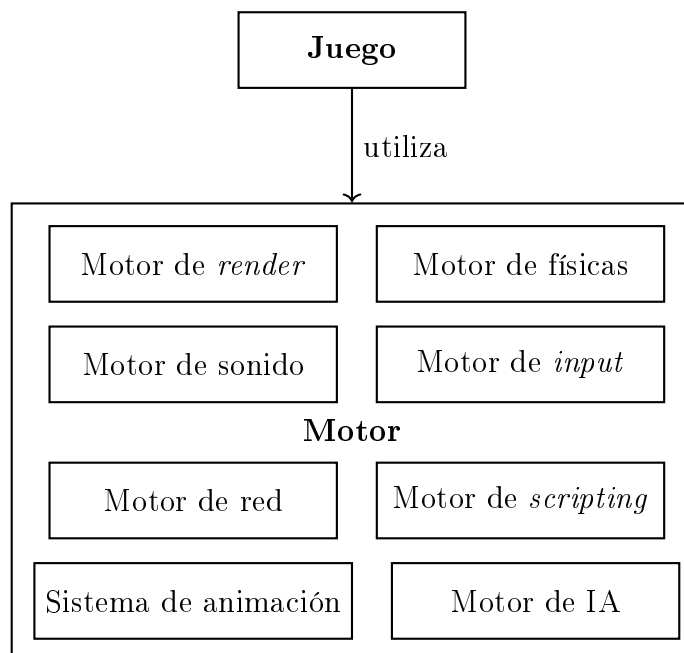 Juego
utiliza
Motor de render
Motor de físicas
Motor de sonido
Motor de input
Motor
Motor de red
Motor de scripting
Sistema de animación
Motor de IA